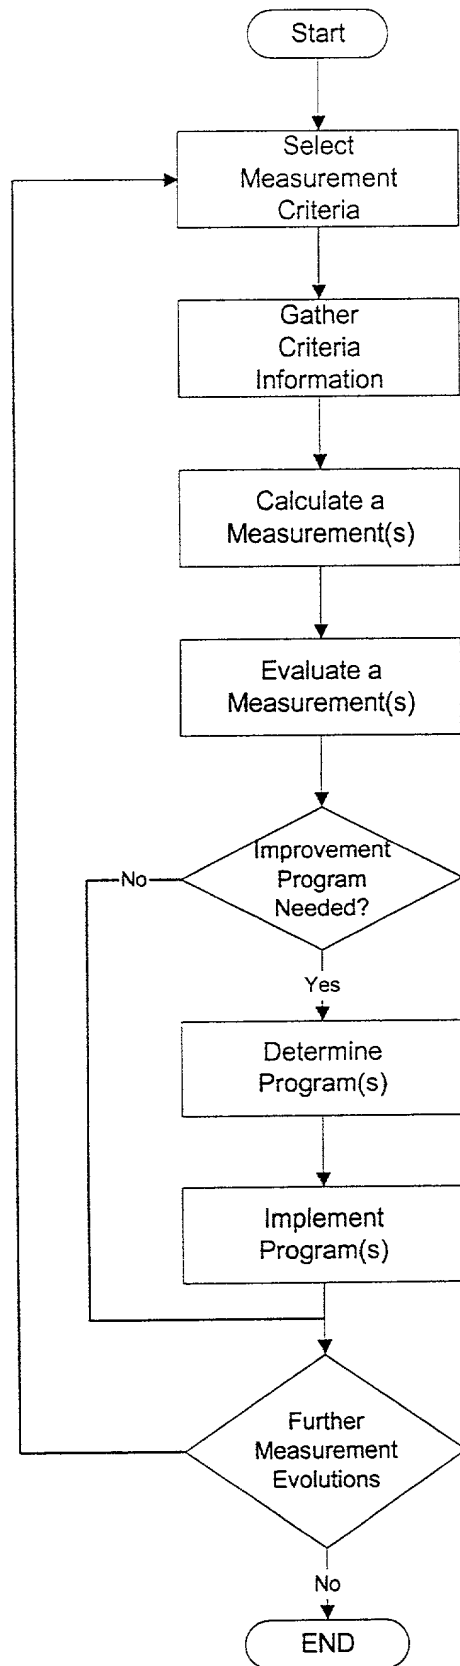 Start
Select
Measurement
Criteria
Gather
Criteria
Information
Calculate a
Measurement(s)
Evaluate a
Measurement(s)
Improvement
Program
Needed?
No
Yes
Determine
Program(s)
Implement
Program(s)
Further
Measurement
Evolutions
No
END